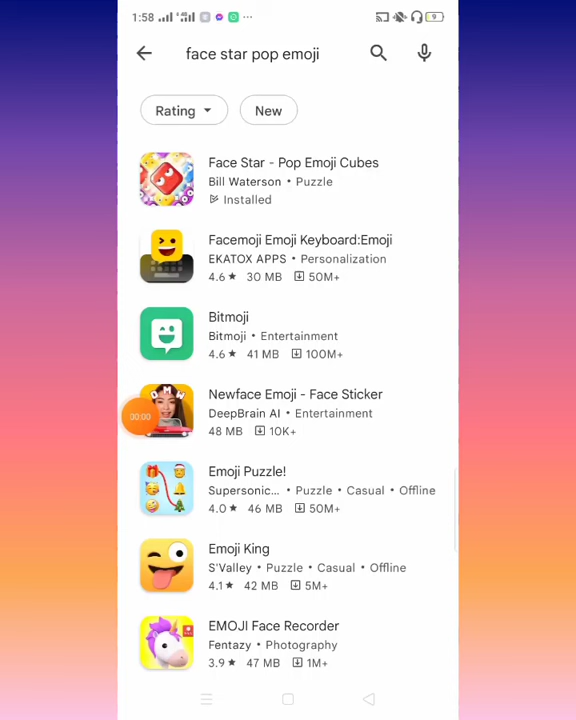 1:58 9
face star pop emoji
Rating New
Face Star - Pop Emoji Cubes
Bill Waterson • Puzzle
Installed
Facemoji Emoji Keyboard:Emoji
EKATOX APPS • Personalization
4.6★ 30 MB 50M+
Bitmoji
Bitmoji • Entertainment
4.6★ 41 MB 100M+
OMW
Newface Emoji - Face Sticker
DeepBrain AI • Entertainment
00:00
48 MB 10K+
Emoji Puzzle!
Supersonic... • Puzzle • Casual • Offline
4.0★ 46 MB 50M+
Emoji King
S'Valley • Puzzle • Casual • Offline
4.1★ 42 MB 5M+
EMOJI Face Recorder
Fentazy • Photography
3.9★ 47 MB 1M+